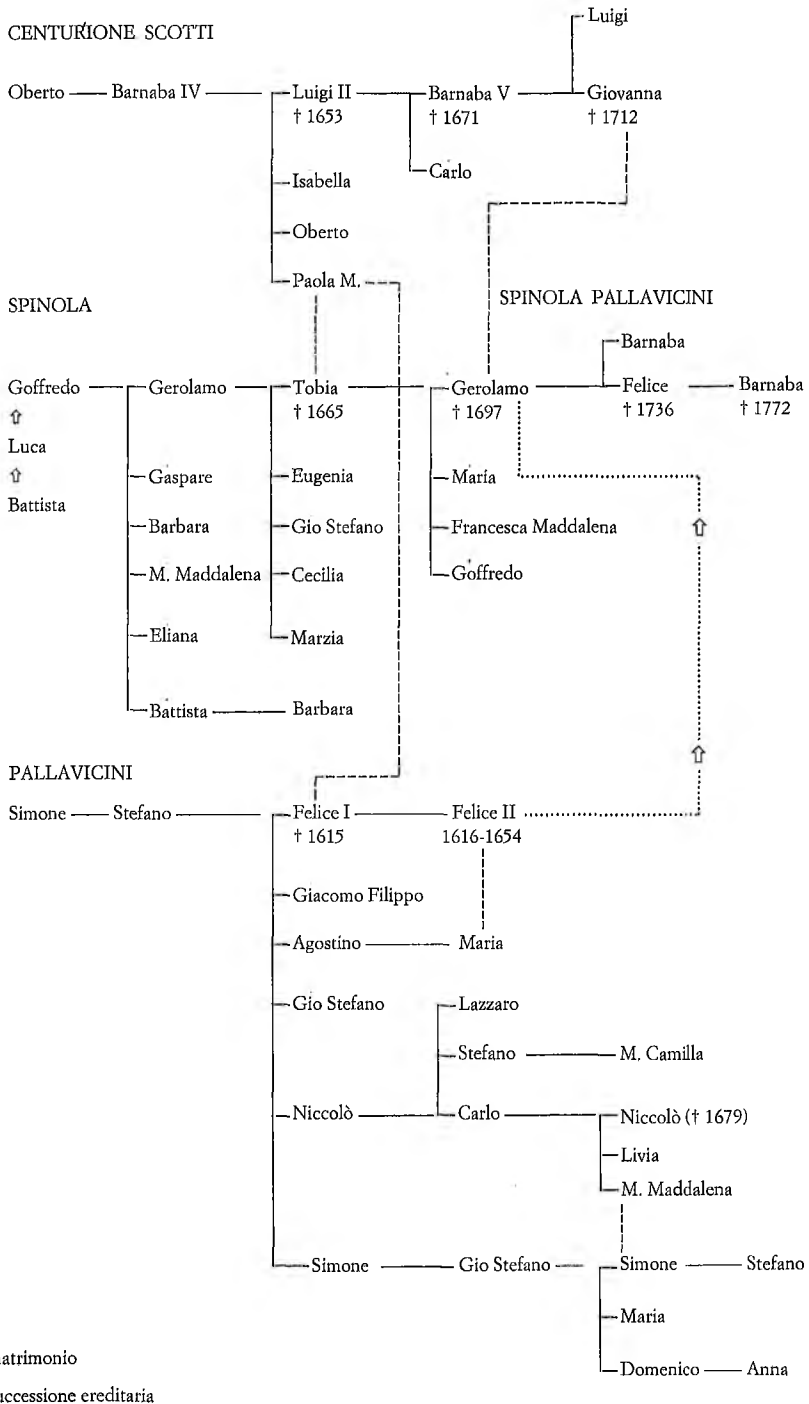 Luigi
CENTURIONE SCOTTI
Oberto Barnaba IV Luigi II Barnaba V Giovanna
† 1653 † 1671 † 1712
Carlo
Isabella
Oberto
Paola M.
SPINOLA SPINOLA PALLAVICINI
Barnaba
Goffredo Gerolamo Tobia Gerolamo Felice Barnaba
⇧ † 1665 † 1697 † 1736 † 1772
Luca
⇧ Gaspare Eugenia Maria
Battista
Barbara Gio Stefano Francesca Maddalena ⇧
M. Maddalena Cecilia Goffredo
Eliana Marzia
Battista Barbara
⇧
PALLAVICINI
Simone Stefano Felice I Felice II
† 1615 1616-1654
Giacomo Filippo
Agostino Maria
Gio Stefano Lazzaro
Stefano M. Camilla
Niccolò Carlo Niccolò († 1679)
Livia
M. Maddalena
Simone Gio Stefano Simone Stefano
Maria
Domenico Anna
atrimonio
uccessione ereditaria